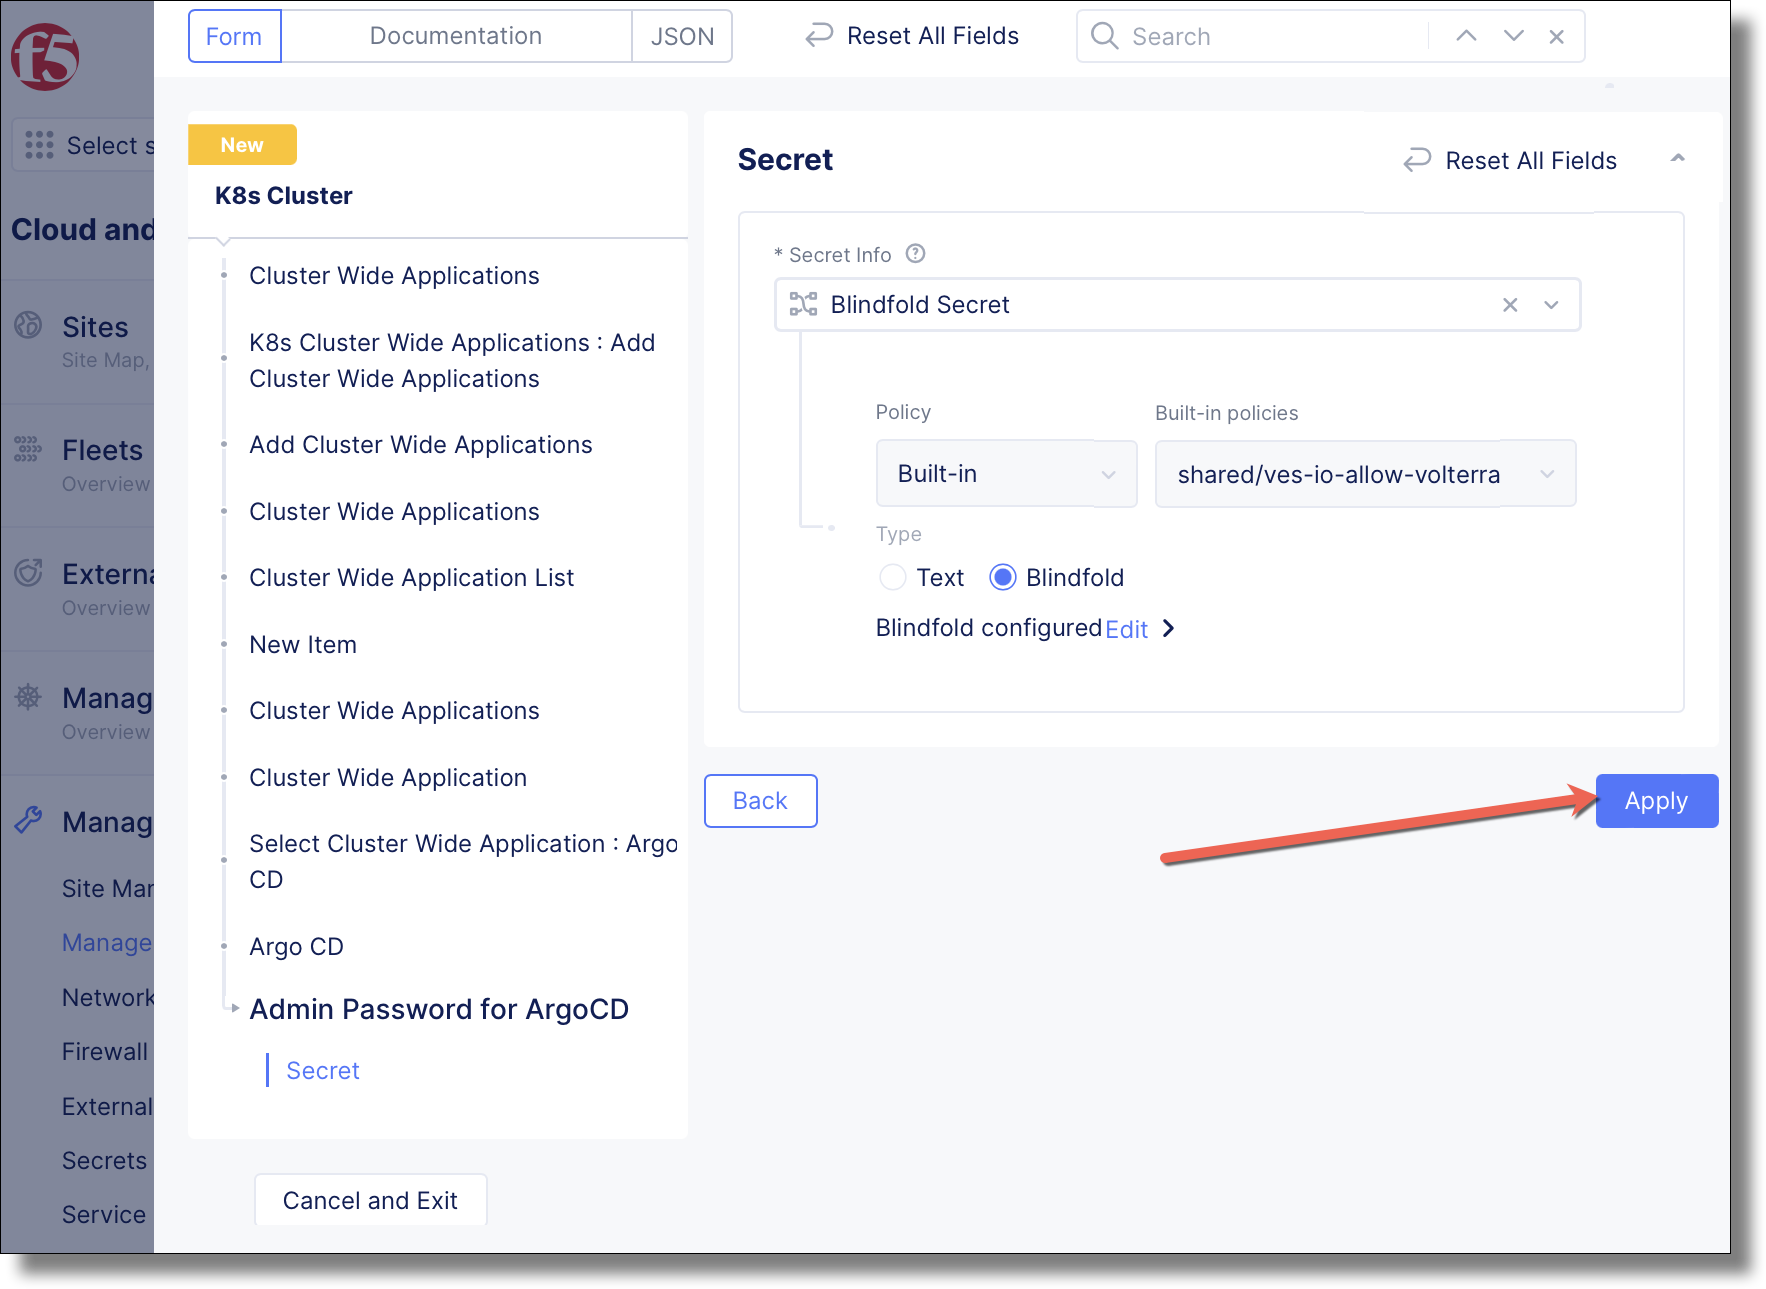 f5
Form
Documentation
JSON
Reset All Fields
Search
Select s
Cloud and
Sites
Site Map,
Fleets
Overview
Externa
Overview
Manag
Overview
Manag
Site Mar
Manage
Network
Firewall
External
Secrets
Service
New
K8s Cluster
Cluster Wide Applications
K8s Cluster Wide Applications : Add
Cluster Wide Applications
Add Cluster Wide Applications
Cluster Wide Applications
Cluster Wide Application List
New Item
Cluster Wide Applications
Cluster Wide Application
Select Cluster Wide Application : Argo
CD
Argo CD
Admin Password for ArgoCD
Secret
Cancel and Exit
Secret
Reset All Fields
* Secret Info
Blindfold Secret
Policy
Built-in policies
Built-in
shared/ves-io-allow-volterra
Type
Text
Blindfold
Blindfold configured Edit
Back
Apply